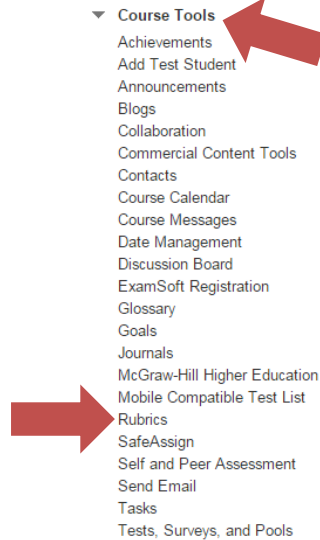 Course Tools
Achievements
Add Test Student
Announcements
Blogs
Collaboration
Commercial Content Tools
Contacts
Course Calendar
Course Messages
Date Management
Discussion Board
ExamSoft Registration
Glossary
Goals
Journals
McGraw-Hill Higher Education
Mobile Compatible Test List
Rubrics
SafeAssign
Self and Peer Assessment
Send Email
Tasks
Tests, Surveys, and Pools